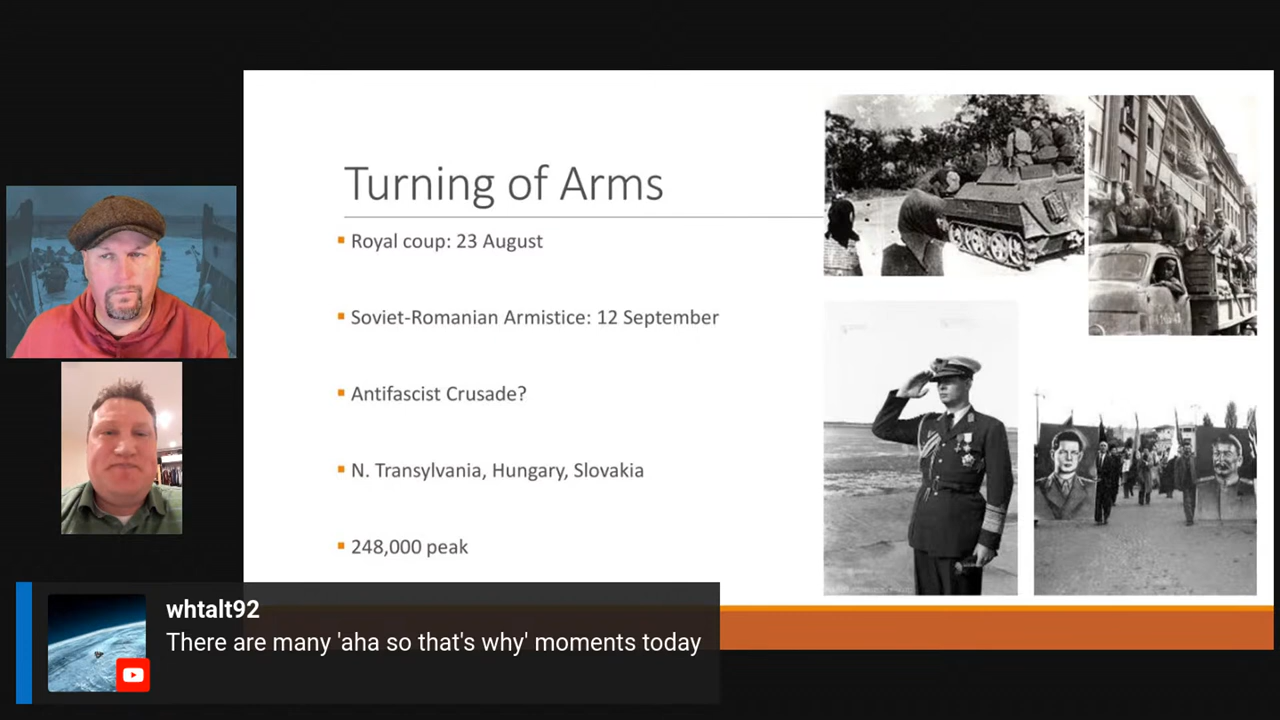 Turning of Arms
Royal coup: 23 August
Soviet-Romanian Armistice: 12 September
Antifascist Crusade?
N. Transylvania, Hungary, Slovakia
248,000 peak
whtalt92
There are many 'aha so that's why' moments today